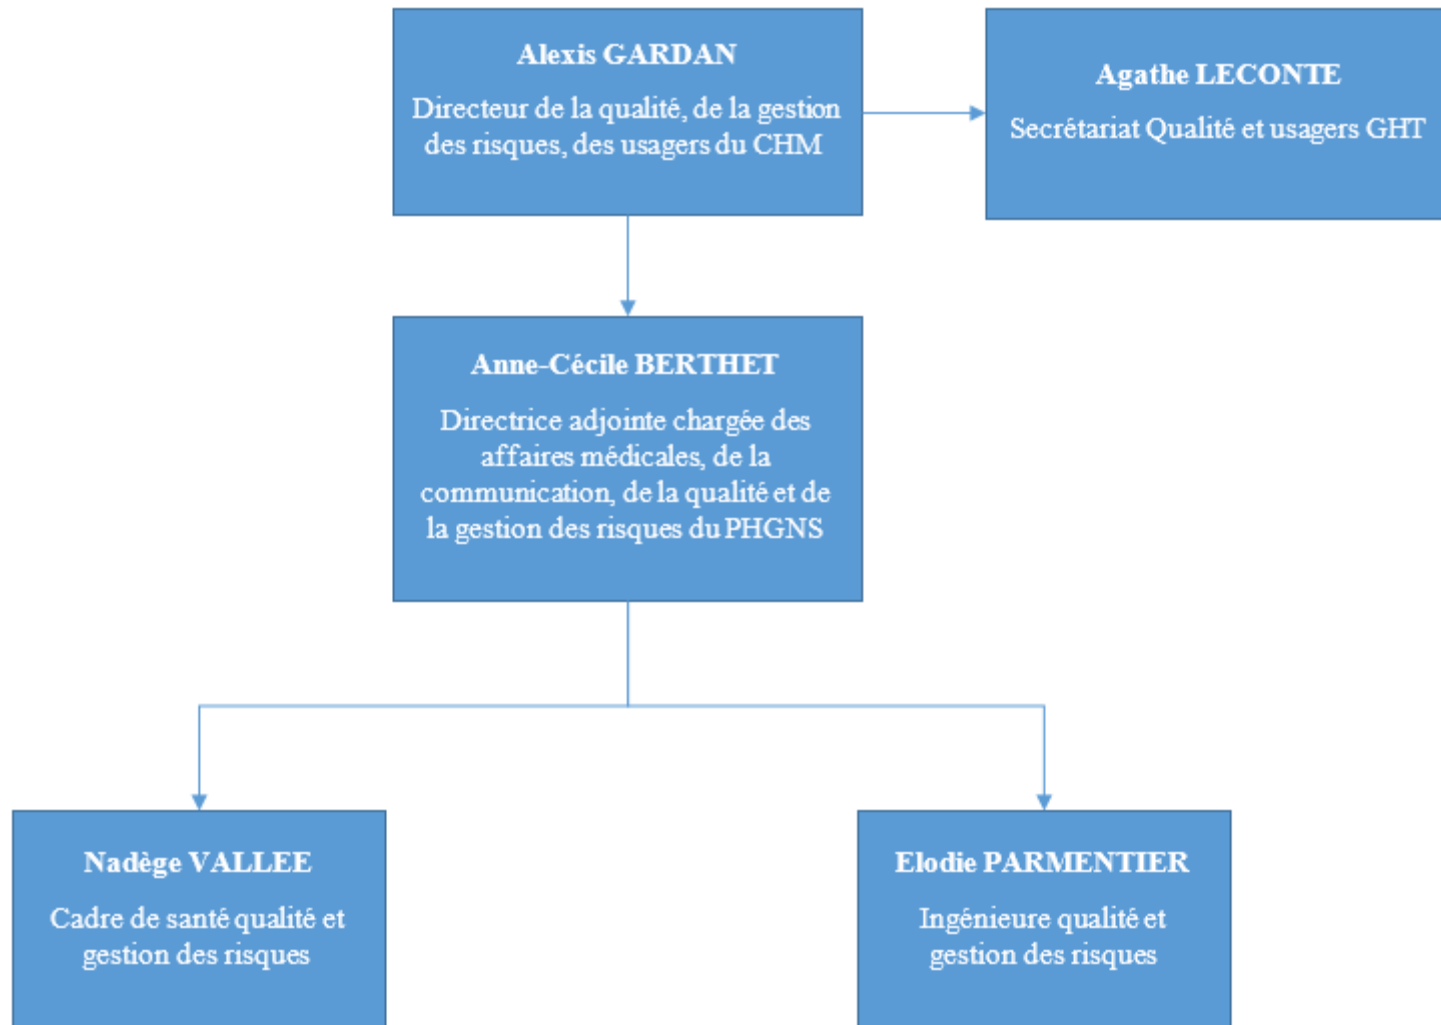 Alexis GARDAN
Directeur de la qualité, de la gestion
des risques, des usagers du CHM
Agathe LECONTE
Secrétariat Qualité et usagers GHT
Anne-Cécile BERTHET
Directrice adjointe chargée des
affaires médicales, de la
communication, de la qualité et de
la gestion des risques du PHGNS
Nadège VALLEE
Cadre de santé qualité et
gestion des risques
Elodie PARMENTIER
Ingénieure qualité et
gestion des risques